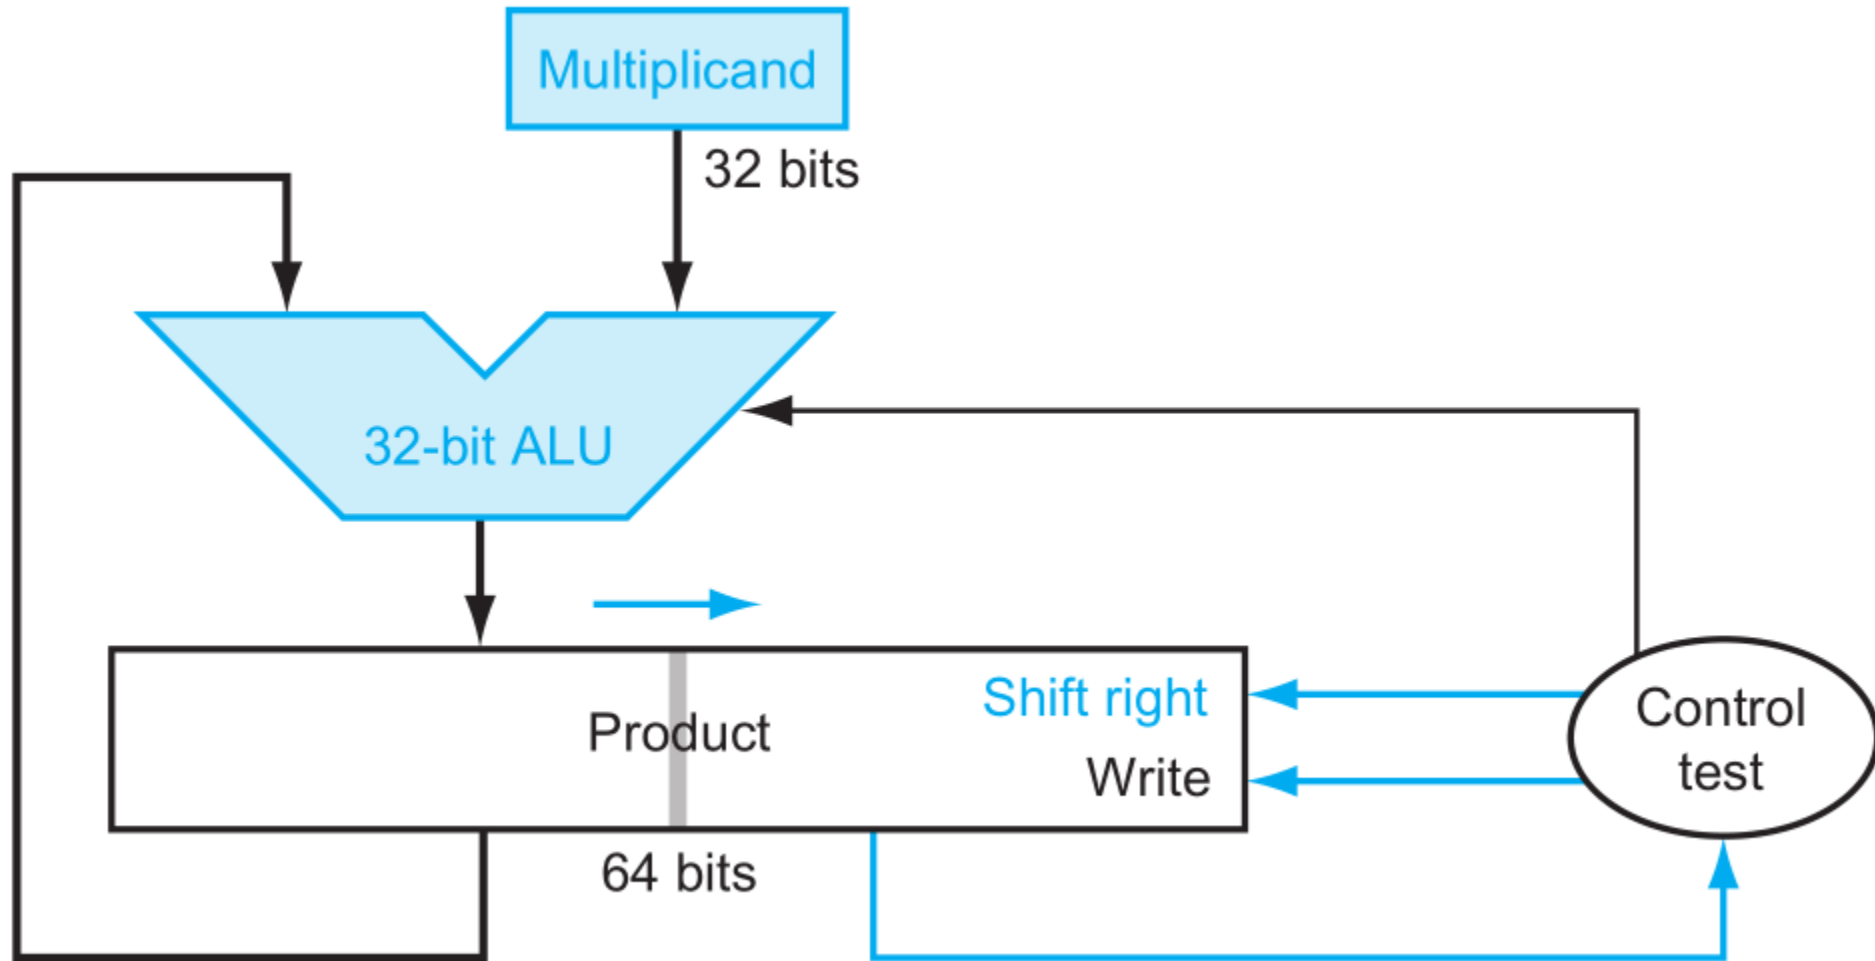 Multiplicand
32 bits
32-bit ALU
Shift right
Product
Write
Control
test
64 bits